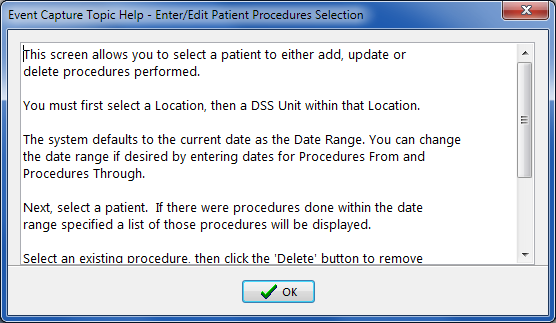 Event Capture Topic Help - Enter/Edit Patient Procedures Selection
This screen allows you to select a patient to either add, update or
delete procedures performed.
You must first select a Location, then a DSS Unit within that Location.
The system defaults to the current date as the Date Range. You can change
the date range if desired by entering dates for Procedures From and
Procedures Through.
Next, select a patient.  If there were procedures done within the date
range specified a list of those procedures will be displayed.
Select an existing procedure, then click the 'Delete' button to remove
OK